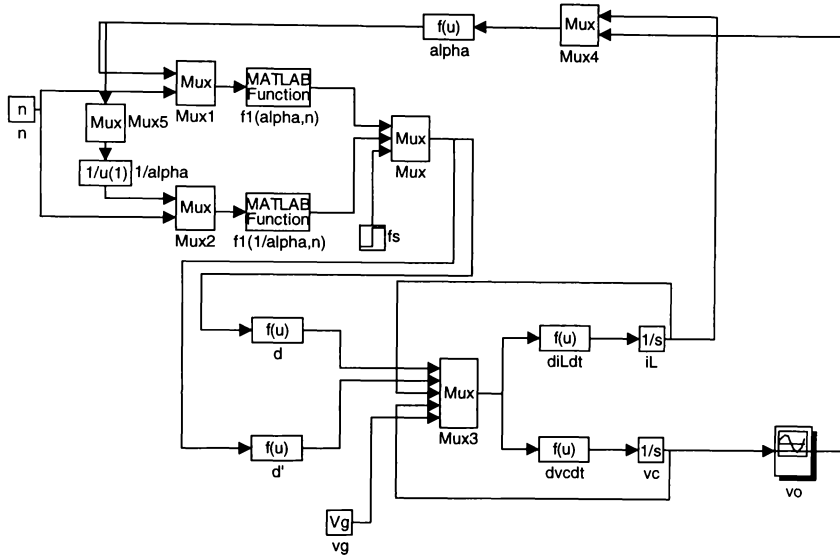 f(u)
alpha
Mux
Mux4
n
n
Mux
Mux1
MATLAB
Function
f1(alpha,n)
Mux
Mux5
1/u(1)
1/alpha
Mux
Mux
Mux
Mux2
MATLAB
Function
f1(1/alpha,n)
fs
f(u)
d
f(u)
d'
Mux
Mux3
Vg
vg
f(u)
diLdt
1/s
iL
f(u)
dvcdt
1/s
vc
vo